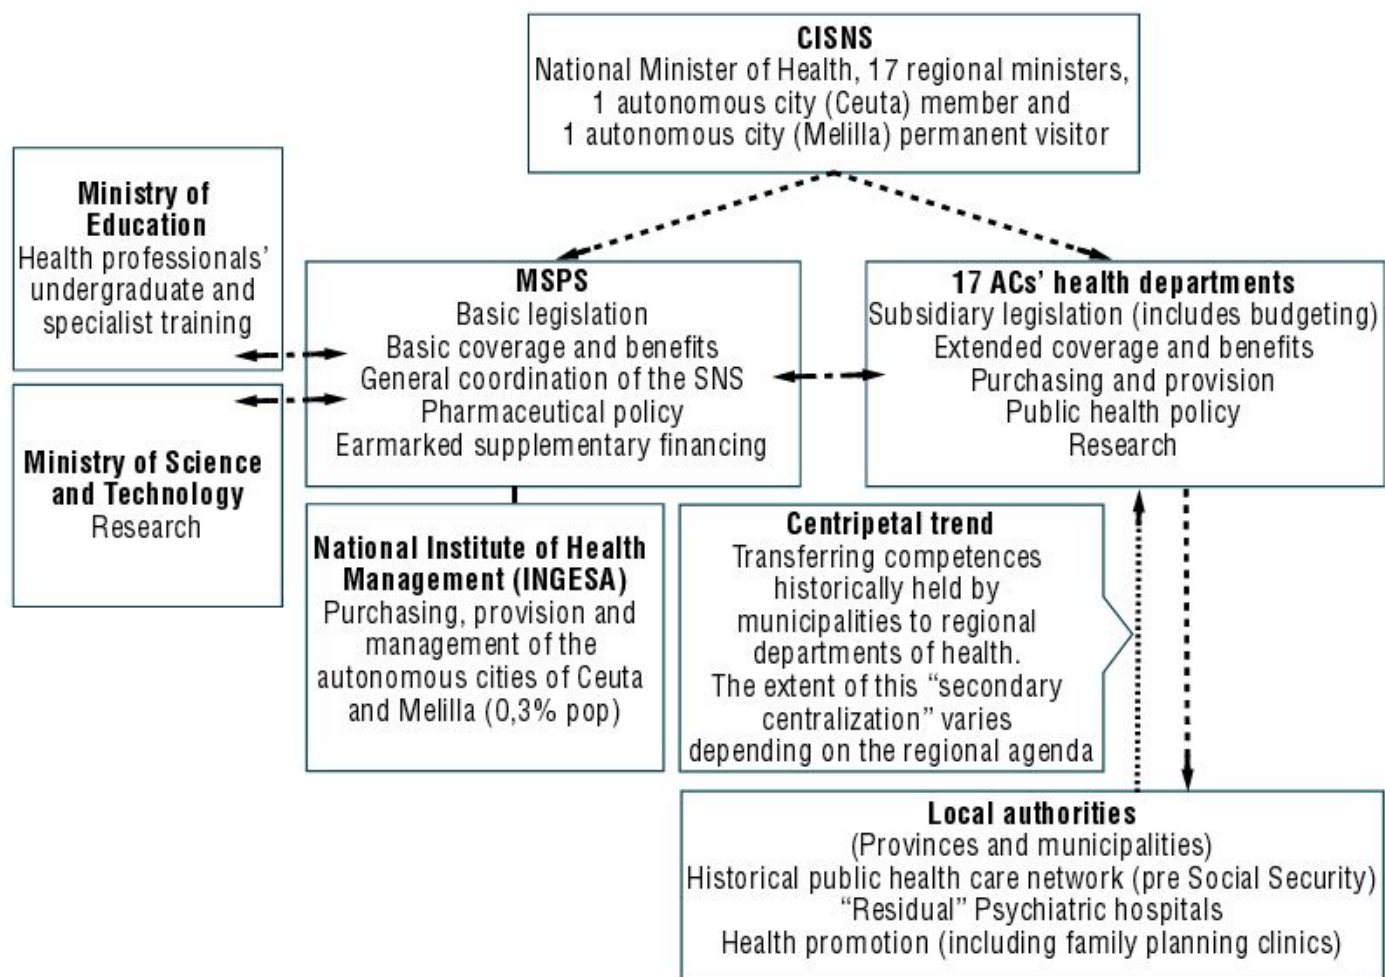 CISNS
National Minister of Health, 17 regional ministers,
1 autonomous city (Ceuta) member and
1 autonomous city (Melilla) permanent visitor
Ministry of
Education
Health professionals’
undergraduate and
specialist training
MSPS
Basic legislation
Basic coverage and benefits
General coordination of the SNS
Pharmaceutical policy
Earmarked supplementary financing
17 ACs’ health departments
Subsidiary legislation (includes budgeting)
Extended coverage and benefits
Purchasing and provision
Public health policy
Research
Ministry of Science
and Technology
Research
National Institute of Health
Management (INGESA)
Purchasing, provision and
management of the
autonomous cities of Ceuta
and Melilla (0,3% pop)
Centripetal trend
Transferring competences
historically held by
municipalities to regional
departments of health.
The extent of this “secondary
centralization” varies
depending on the regional agenda
Local authorities
(Provinces and municipalities)
Historical public health care network (pre Social Security)
“Residual” Psychiatric hospitals
Health promotion (including family planning clinics)